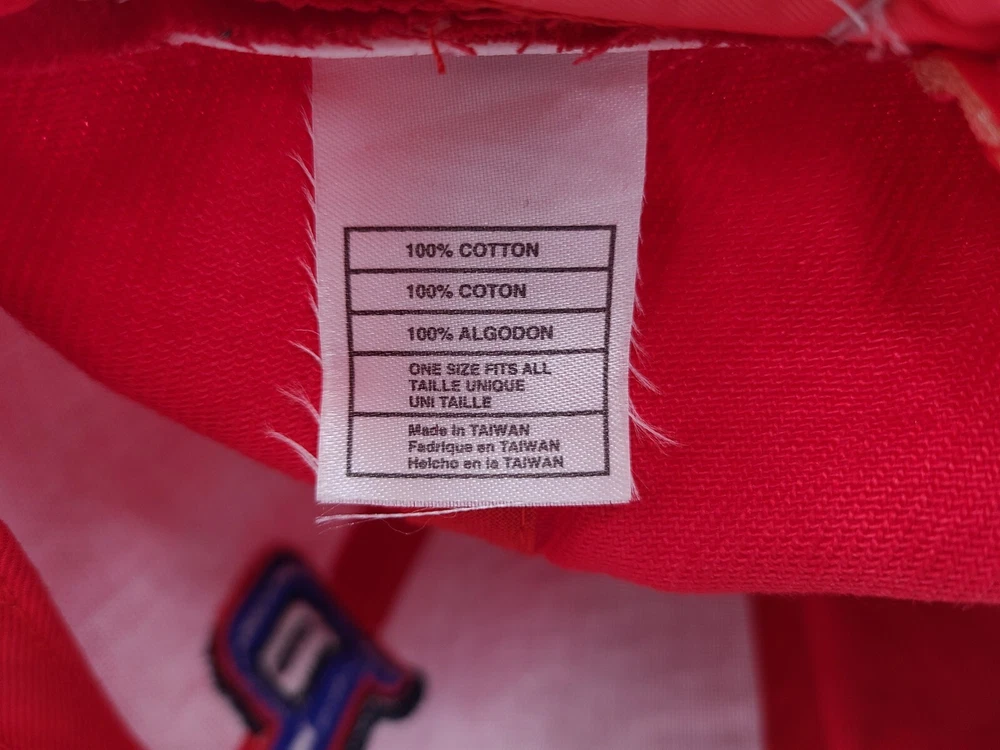 100% COTTON
100% COTON
100% ALGODON
ONE SIZE FITS ALL
TAILLE UNIQUE
UNI TAILLE
Made in TAIWAN
Fadrique en TAIWAN
Helcho en la TAIWAN